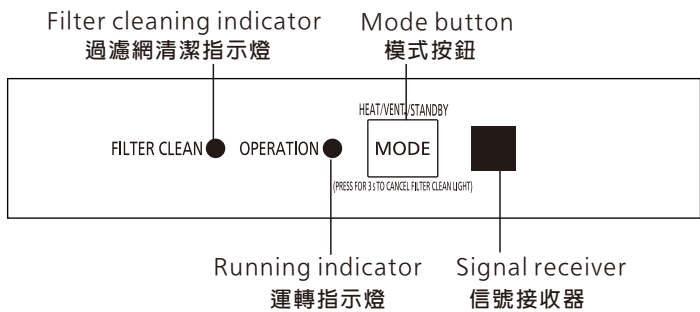 Filter cleaning indicator
過濾網清潔指示燈
Mode button
模式按鈕
HEAT/VENT./STANDBY
FILTER CLEAN
OPERATION
MODE
(PRESS FOR 3 s TO CANCEL FILTER CLEAN LIGHT)
Running indicator
運轉指示燈
Signal receiver
信號接收器